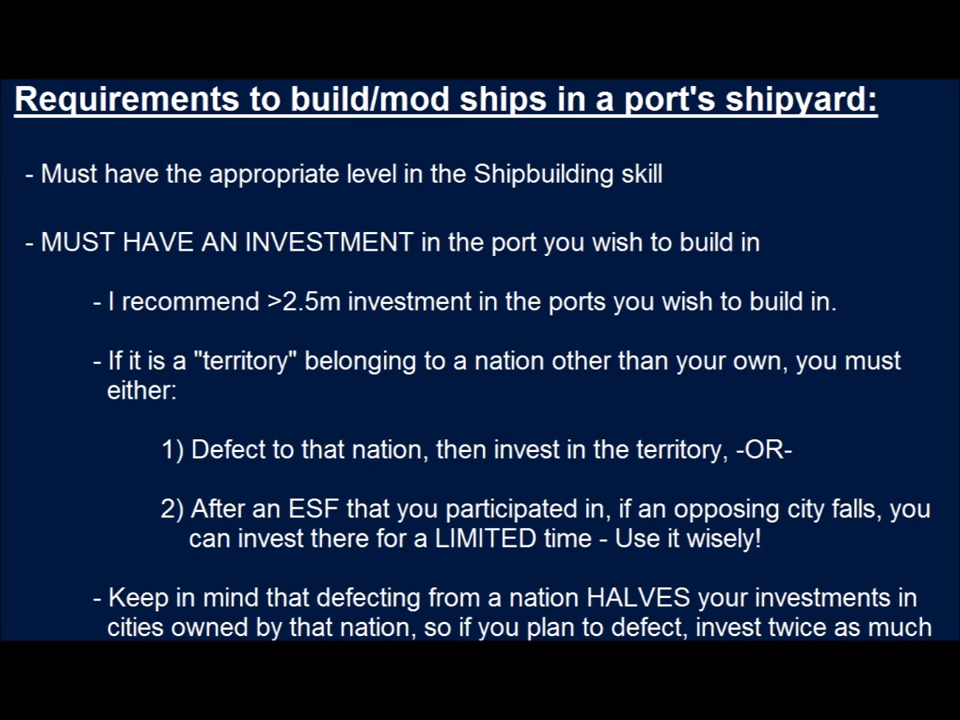 Requirements to build/mod ships in a port's shipyard:
- Must have the appropriate level in the Shipbuilding skill
- MUST HAVE AN INVESTMENT in the port you wish to build in
- I recommend >2.5m investment in the ports you wish to build in.
- If it is a "territory" belonging to a nation other than your own, you must
either:
1) Defect to that nation, then invest in the territory, -OR-
2) After an ESF that you participated in, if an opposing city falls, you
can invest there for a LIMITED time - Use it wisely!
- Keep in mind that defecting from a nation HALVES your investments in
cities owned by that nation, so if you plan to defect, invest twice as much